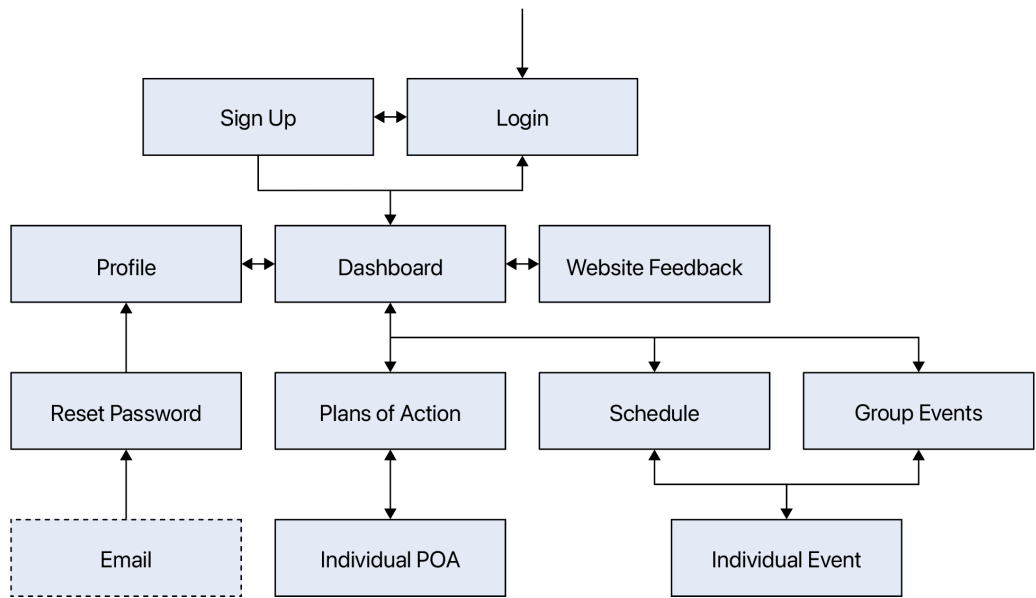 Sign Up
Login
Profile
Dashboard
Website Feedback
Reset Password
Plans of Action
Schedule
Group Events
Email
Individual POA
Individual Event